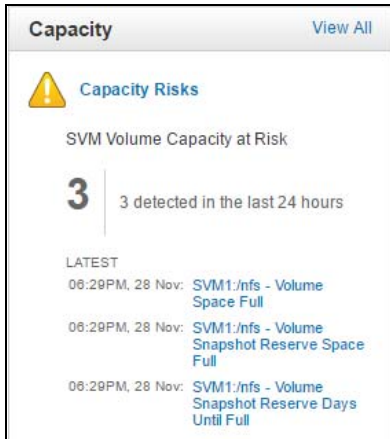 Capacity View All
Capacity Risks
SVM Volume Capacity at Risk
3 3 detected in the last 24 hours
LATEST
06:29PM, 28 Nov: SVM1:/nfs - Volume
Space Full
06:29PM, 28 Nov: SVM1:/nfs - Volume
Snapshot Reserve Space
Full
06:29PM, 28 Nov: SVM1:/nfs - Volume
Snapshot Reserve Days
Until Full